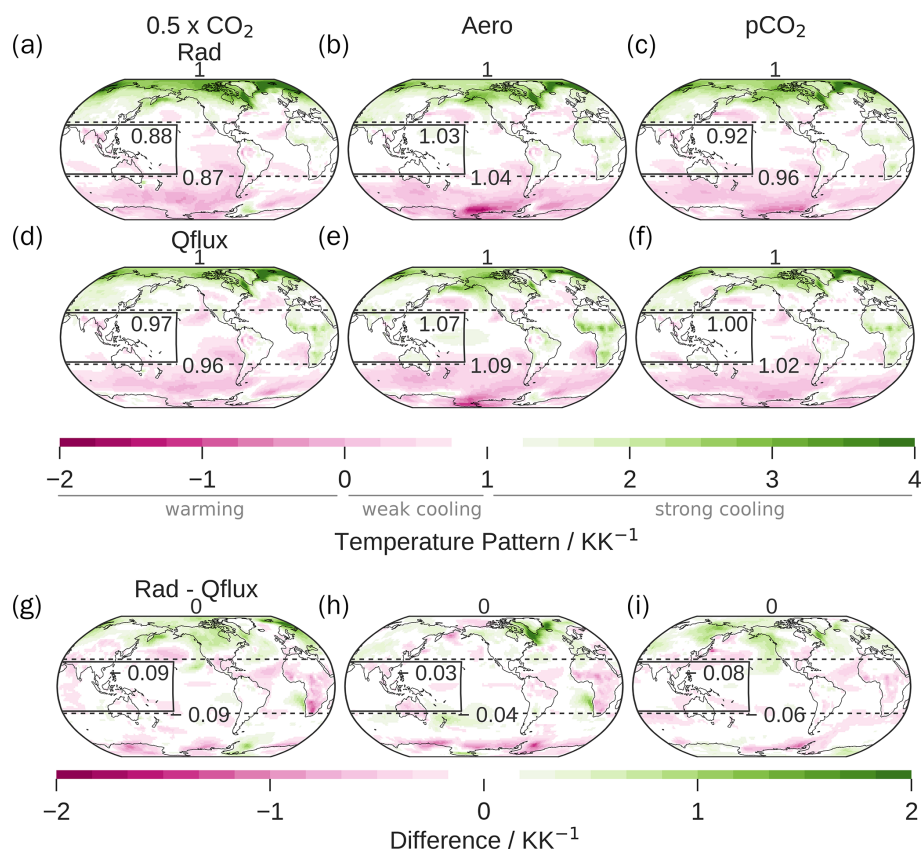 0.5 x CO₂
Aero
pCO₂
(a)
Rad
(b)
(c)
1
1
1
0.88
1.03
0.92
0.87
1.04
0.96
(d)
Qflux
(e)
(f)
1
1
1
0.97
1.07
1.00
0.96
1.09
1.02
−2 −1 0 1 2 3 4
warming weak cooling strong cooling
Temperature Pattern / KK⁻¹
(g)
Rad - Qflux
(h)
(i)
0
0
0
− 0.09
− 0.03
− 0.08
− 0.09
− 0.04
− 0.06
−2 −1 0 1 2
Difference / KK⁻¹